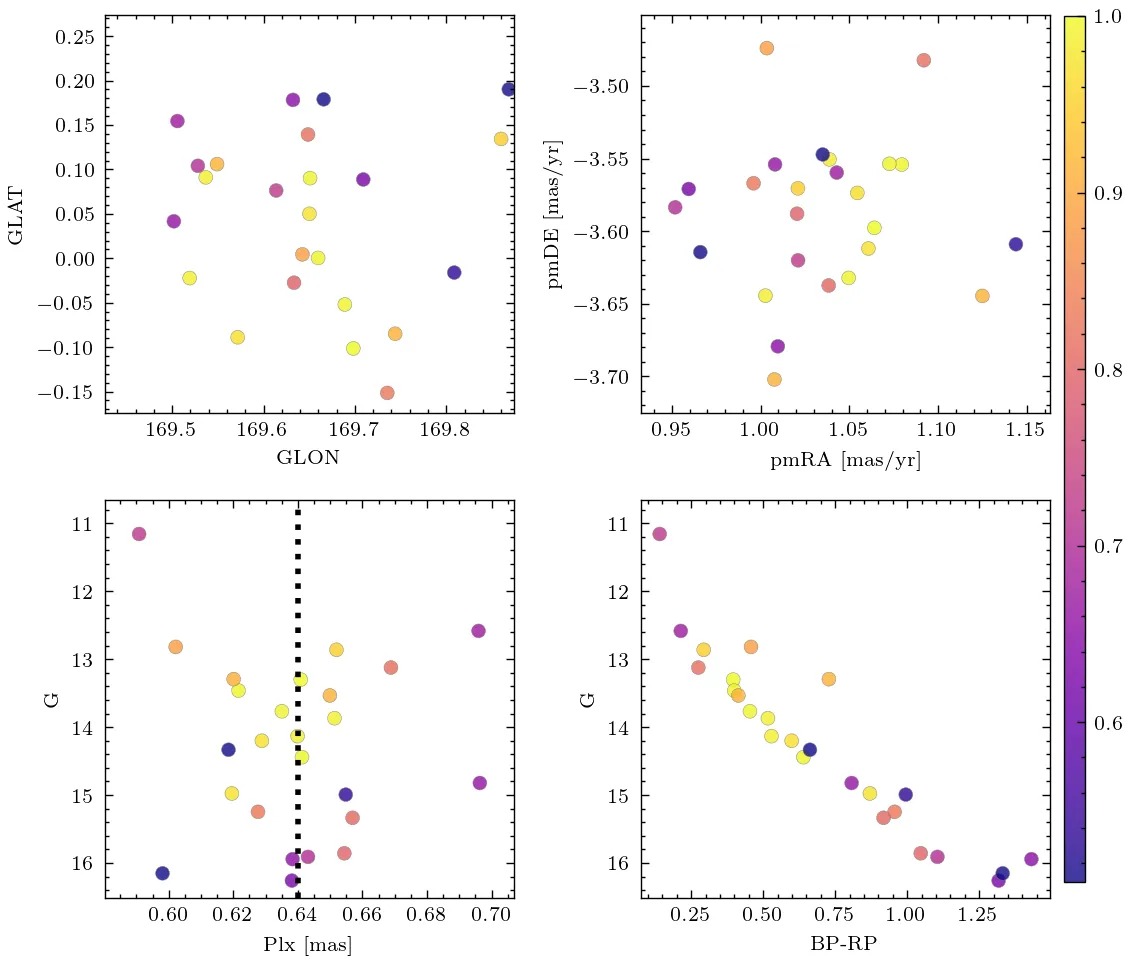 0.25
0.20
0.15
0.10
0.05
0.00
−0.05
−0.10
−0.15
GLAT
169.5 169.6 169.7 169.8
GLON
−3.50
−3.55
−3.60
−3.65
−3.70
pmDE [mas/yr]
0.95 1.00 1.05 1.10 1.15
pmRA [mas/yr]
1.0
0.9
0.8
0.7
0.6
11
12
13
14
15
16
G
0.60 0.62 0.64 0.66 0.68 0.70
Plx [mas]
11
12
13
14
15
16
G
0.25 0.50 0.75 1.00 1.25
BP-RP